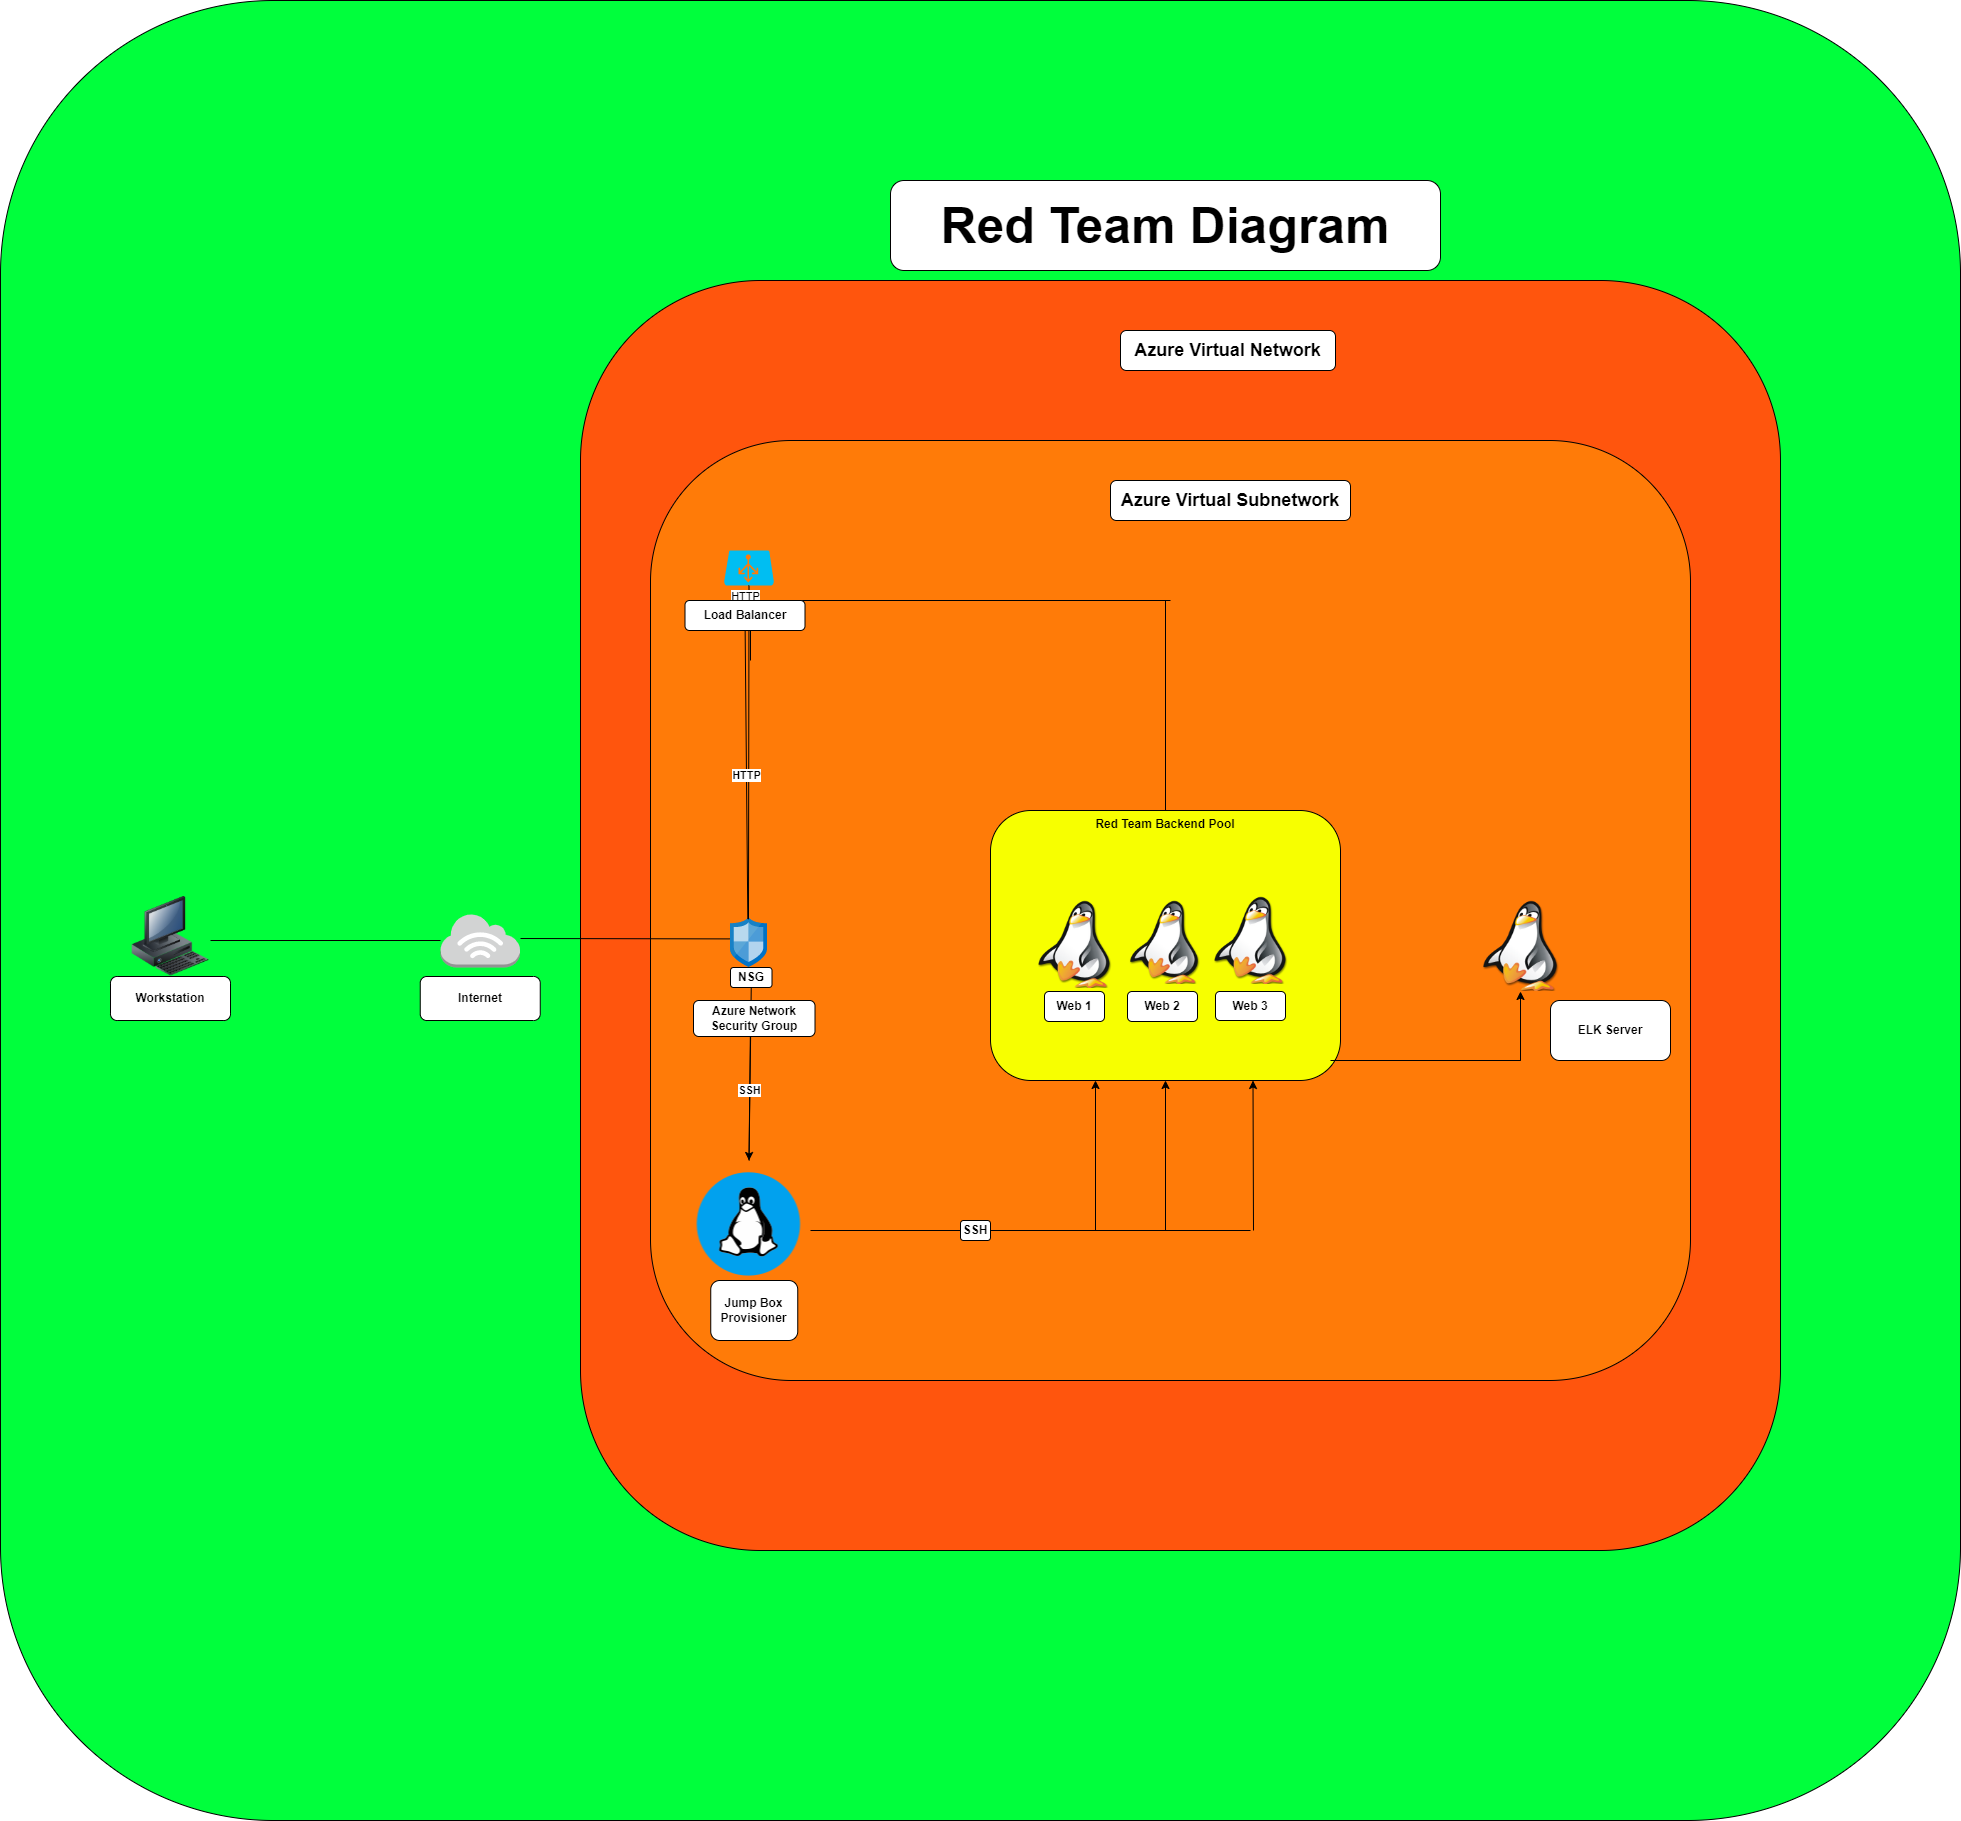 Red Team Diagram
Azure Virtual Network
Azure Virtual Subnetwork
HTTP
Load Balancer
HTTP
Red Team Backend Pool
Web 1
Web 2
Web 3
ELK Server
Workstation
Internet
NSG
Azure Network
Security Group
SSH
SSH
Jump Box
Provisioner